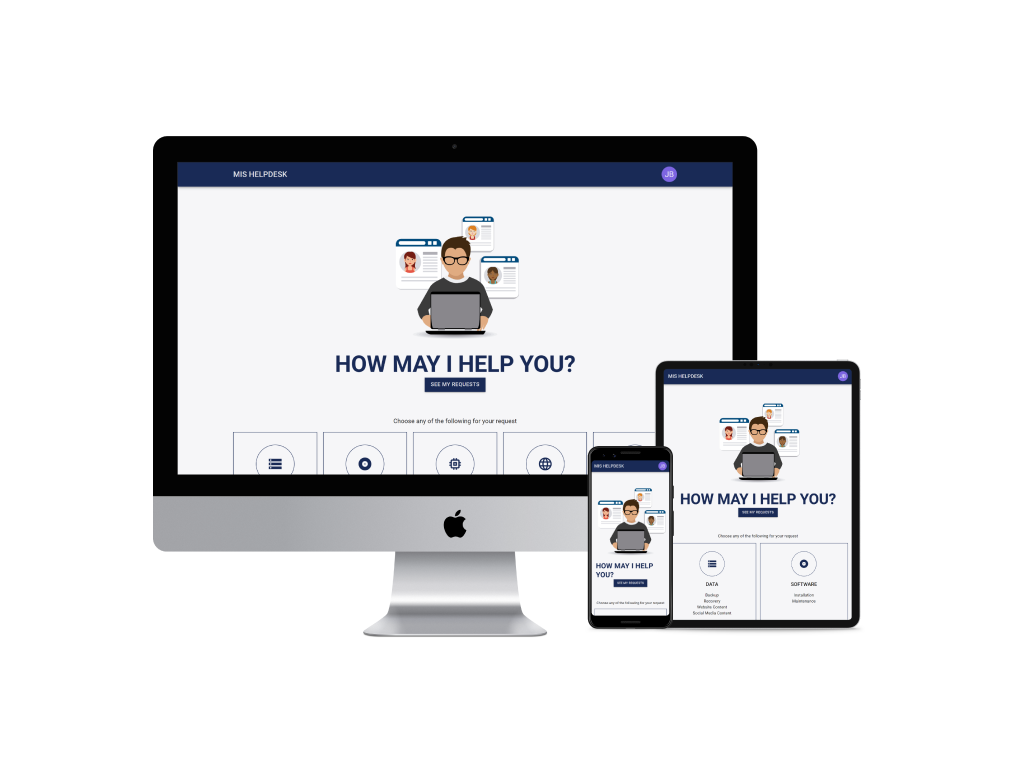 MIS HELPDESK
JB
HOW MAY I HELP YOU?
SEE MY REQUESTS
Choose any of the following for your request
MIS HELPDESK
JB
HOW MAY I HELP YOU?
SEE MY REQUESTS
Choose any of the following for your request
DATA
Backup
Recovery
Website Content
Social Media Content
SOFTWARE
Installation
Maintenance
MIS HELPDESK
JB
HOW MAY I HELP
YOU?
SEE MY REQUESTS
Choose any of the following for your request